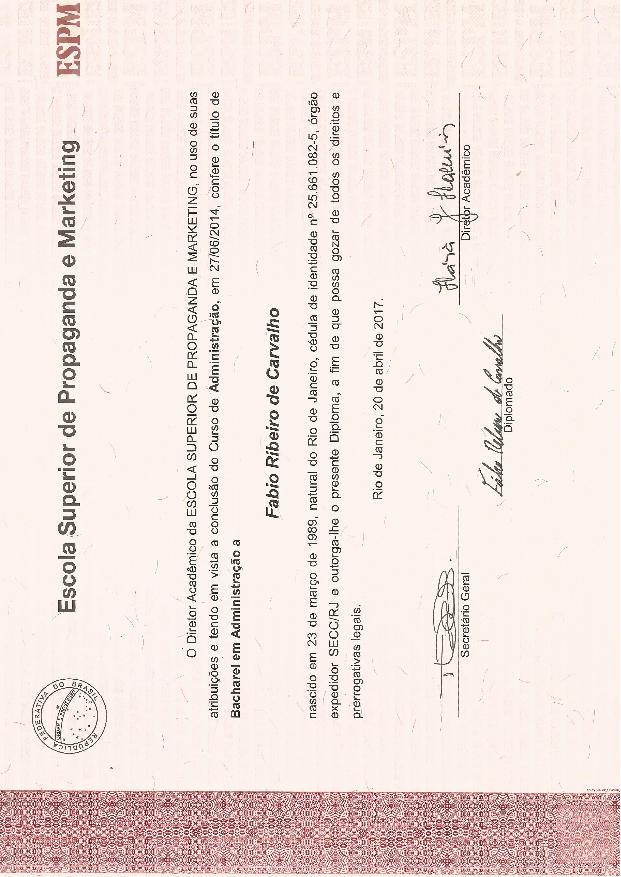 ESPM
Escola Superior de Propaganda e Marketing
REPÚBLICA FEDERATIVA DO BRASIL
O Diretor Acadêmico da ESCOLA SUPERIOR DE PROPAGANDA E MARKETING, no uso de suas
atribuições e tendo em vista a conclusão do Curso de Administração, em 27/06/2014, confere o título de
Bacharel em Administração a
Fabio Ribeiro de Carvalho
nascido em 23 de março de 1989, natural do Rio de Janeiro, cédula de identidade nº 25.661.082-5, órgão
expedidor SECC/RJ e outorga-lhe o presente Diploma, a fim de que possa gozar de todos os direitos e
prerrogativas legais.
Rio de Janeiro, 20 de abril de 2017.
Secretário Geral
Fabio Ribeiro de Carvalho
Diplomado
Diretor Acadêmico